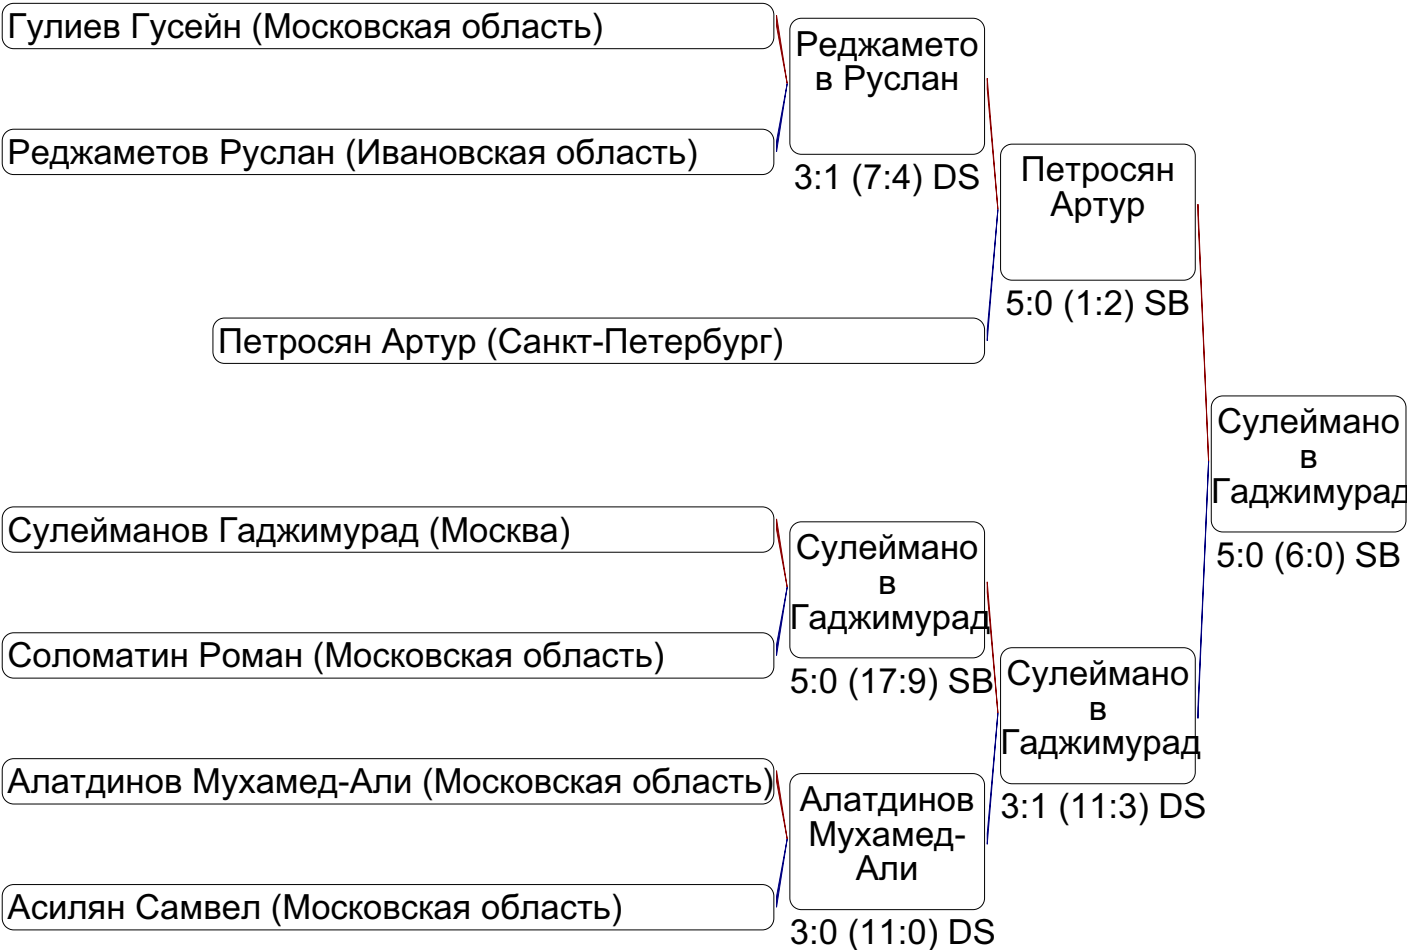 Гулиев Гусейн (Московская область)
Реджамето
в Руслан
Реджаметов Руслан (Ивановская область)
3:1 (7:4) DS
Петросян
Артур
5:0 (1:2) SB
Петросян Артур (Санкт-Петербург)
Сулеймано
в
Гаджимурад
5:0 (6:0) SB
Сулейманов Гаджимурад (Москва)
Сулеймано
в
Гаджимурад
Соломатин Роман (Московская область)
5:0 (17:9) SB
Сулеймано
в
Гаджимурад
3:1 (11:3) DS
Алатдинов Мухамед-Али (Московская область)
Алатдинов
Мухамед-
Али
Асилян Самвел (Московская область)
3:0 (11:0) DS